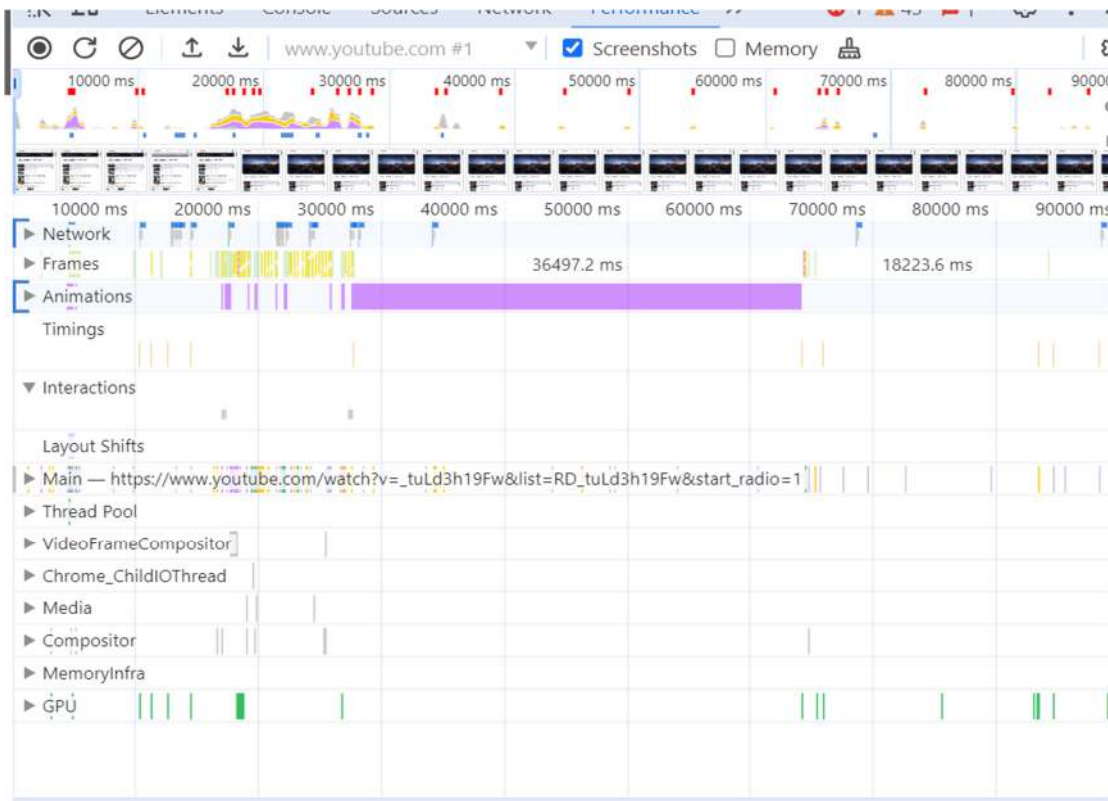 Elements Console Sources Network Performance
www.youtube.com #1 Screenshots Memory
10000 ms 20000 ms 30000 ms 40000 ms 50000 ms 60000 ms 70000 ms 80000 ms
10000 ms 20000 ms 30000 ms 40000 ms 50000 ms 60000 ms 70000 ms 80000 ms 90000 ms
Network
Frames 36497.2 ms 18223.6 ms
Animations
Timings
Interactions
Layout Shifts
Main — https://www.youtube.com/watch?v=_tuLd3h19Fw&list=RD_tuLd3h19Fw&start_radio=1
Thread Pool
VideoFrameCompositor
Chrome_ChildIOThread
Media
Compositor
MemoryInfra
GPU